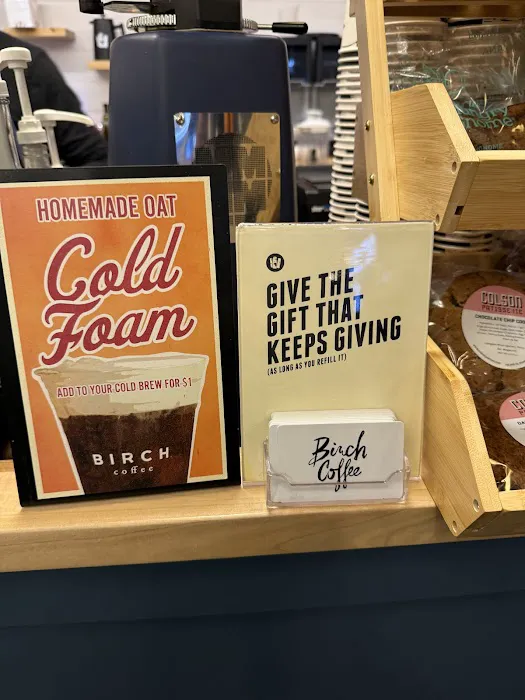 HOMEMADE OAT
Cold
Foam
ADD TO YOUR COLD BREW FOR $1
BIRCH
coffee
GIVE THE
GIFT THAT
KEEPS GIVING
(AS LONG AS YOU REFILL IT)
Birch
Coffee
COLSON
PATISSERIE